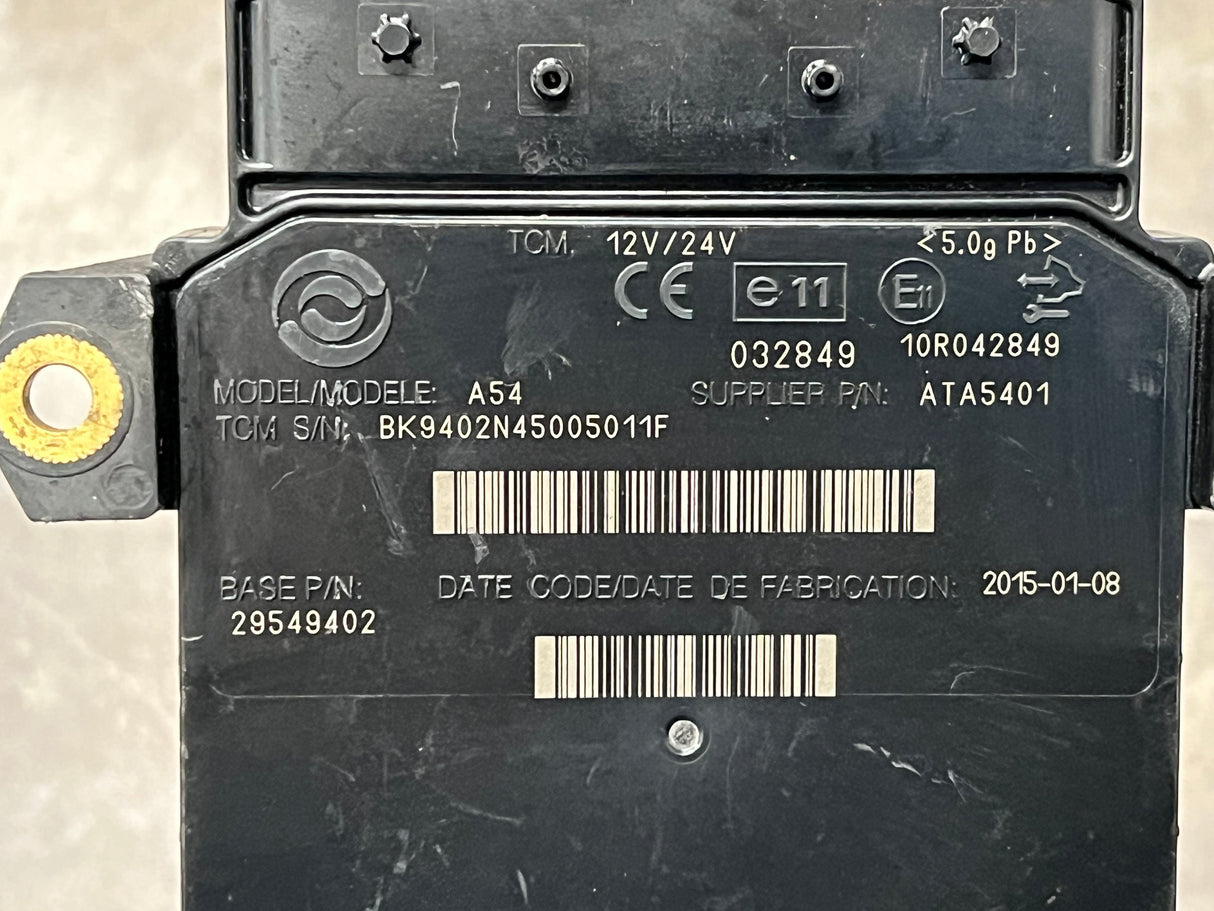 TCM. 12V/24V <5.0g Pb>
CE e11 E11
032849 10R042849
MODEL/MODELE: A54 SUPPLIER P/N: ATA5401
TCM S/N: BK9402N45005011F
BASE P/N: DATE CODE/DATE DE FABRICATION: 2015-01-08
29549402